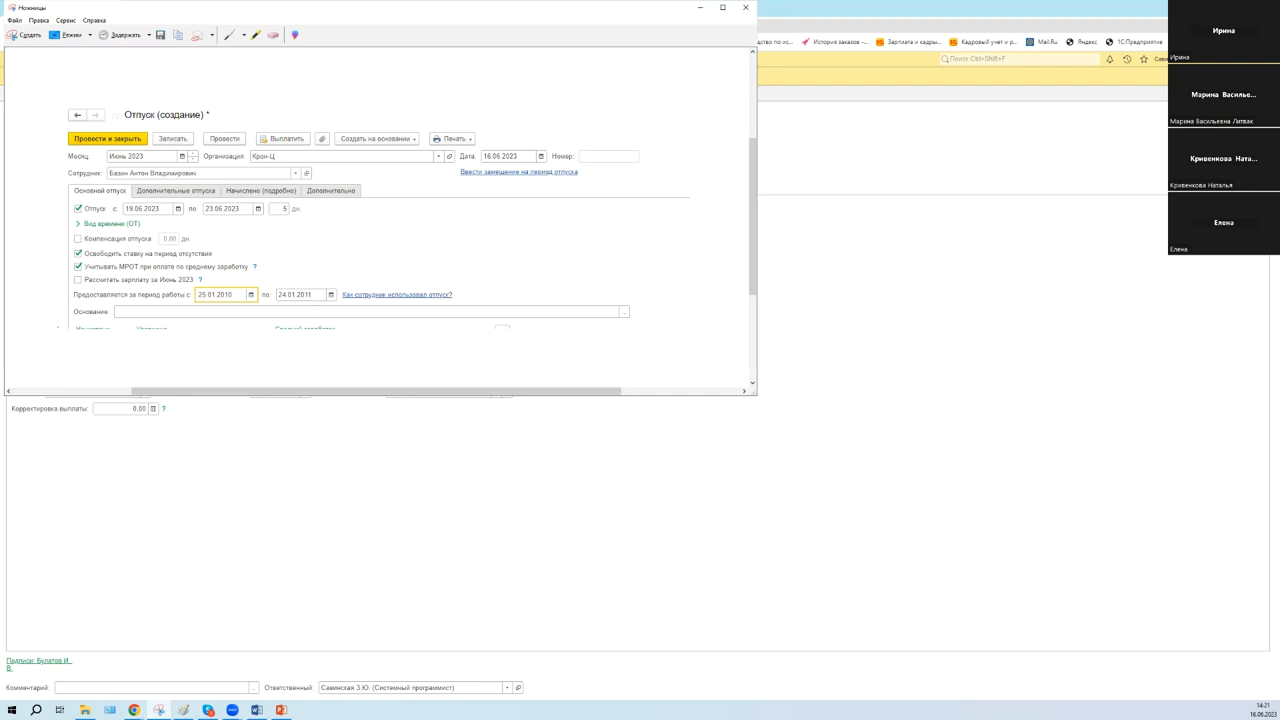 Ножницы
Файл Правка Сервис Справка
Создать Режим Задержать
Отпуск (создание) *
Провести и закрыть Записать Провести Выплатить Создать на основании Печать
Месяц: Июнь 2023 Организация: Крон-Ц Дата: 16.06.2023 Номер:
Сотрудник: Базин Антон Владимирович Ввести замещение на период отпуска
Основной отпуск Дополнительные отпуска Начислено (подробно) Дополнительно
Отпуск с: 19.06.2023 по: 23.06.2023 5 дн.
Вид времени (ОТ)
Компенсация отпуска 0,00 дн.
Освободить ставку на период отсутствия
Учитывать МРОТ при оплате по среднему заработку ?
Рассчитать зарплату за Июнь 2023 ?
Предоставляется за период работы с: 25.01.2010 по: 24.01.2011 Как сотрудник использовал отпуск?
Основание: ...
Корректировка выплаты: 0,00 ?
Подписи: Булатов И.
В.
Комментарий: ... Ответственный: Савинская З.Ю. (Системный программист)
История заказов -... Зарплата и кадры... Кадровый учет и р... Mail.Ru Яндекс 1С:Предприятие
Поиск Ctrl+Shift+F
Ирина
Ирина
Марина Василье...
Марина Васильевна Литвак
Кривенкова Ната...
Кривенкова Наталья
Елена
Елена
14:21
16.06.2023